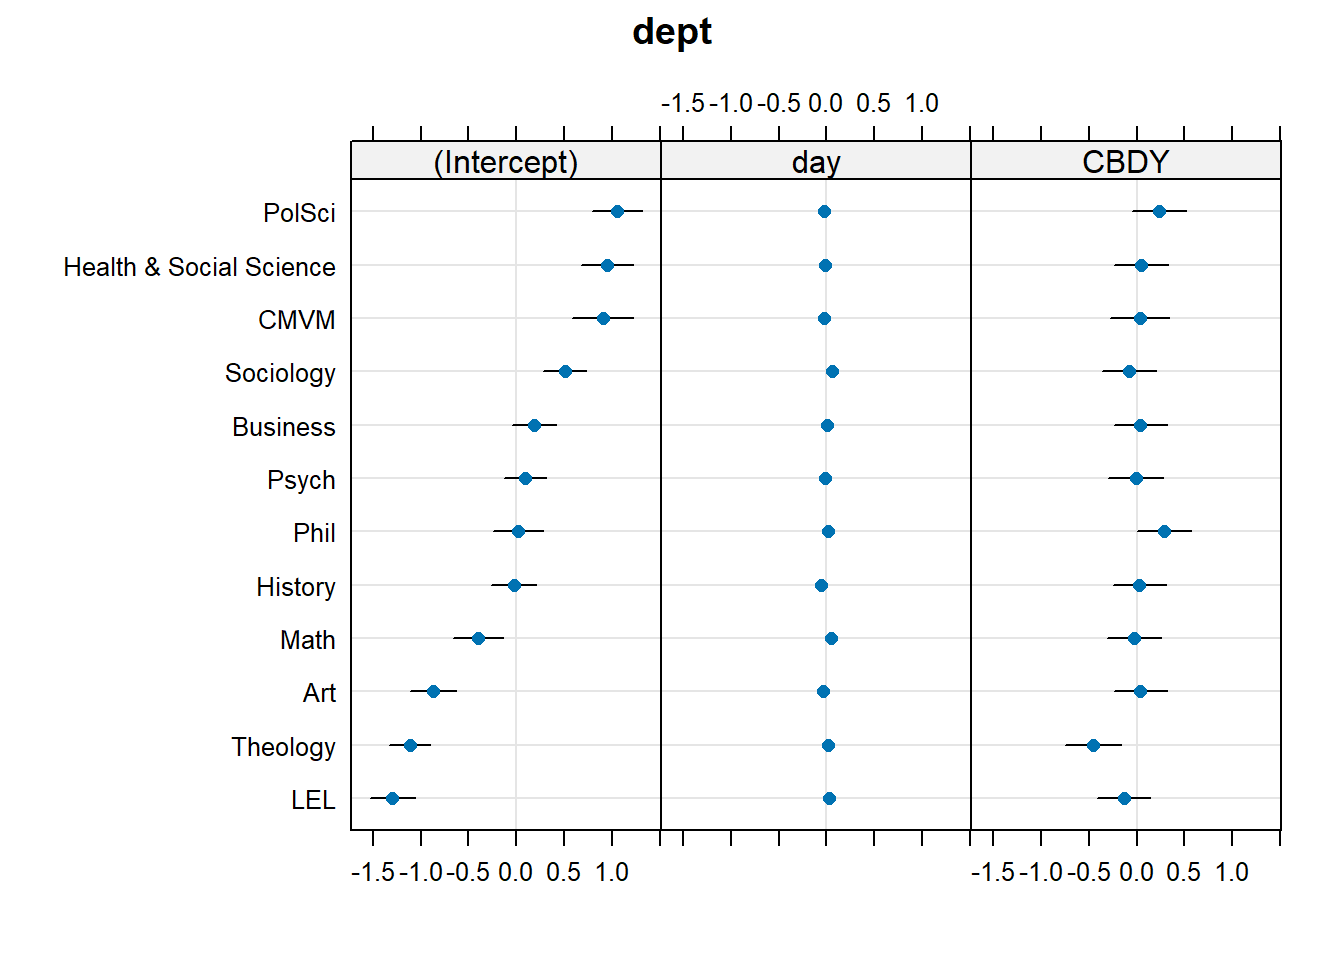 dept
-1.5 -1.0 -0.5 0.0 0.5 1.0
(Intercept) day CBDY
PolSci
Health & Social Science
CMVM
Sociology
Business
Psych
Phil
History
Math
Art
Theology
LEL
-1.5 -1.0 -0.5 0.0 0.5 1.0 -1.5 -1.0 -0.5 0.0 0.5 1.0